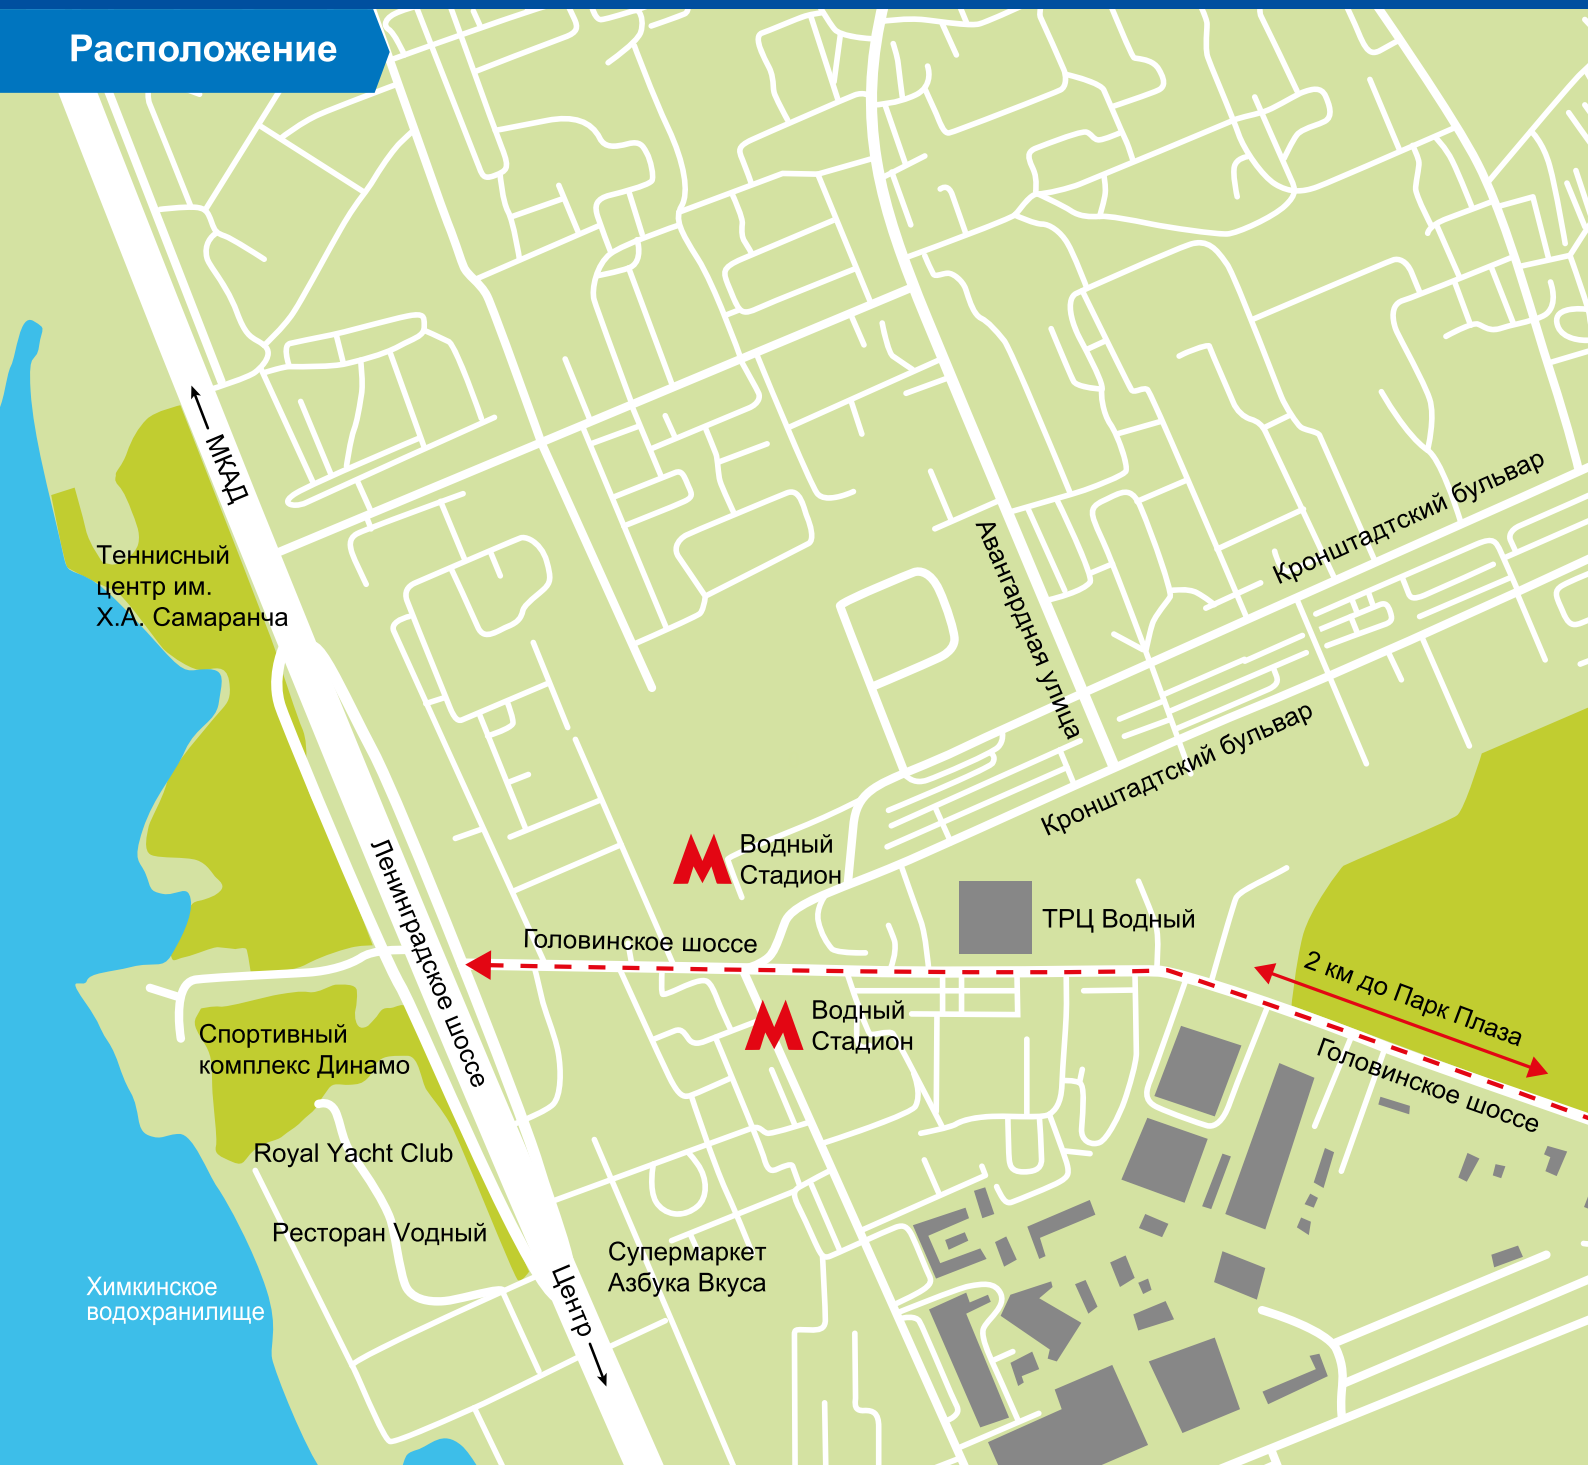 Расположение
МКАД
Теннисный
центр им.
Х.А. Самаранча
Кронштадтский бульвар
Авангардная улица
Кронштадтский бульвар
Водный
Стадион
Ленинградское шоссе
ТРЦ Водный
Головинское шоссе
2 км до Парк Плаза
Водный
Стадион
Головинское шоссе
Спортивный
комплекс Динамо
Royal Yacht Club
Ресторан Vодный
Супермаркет
Азбука Вкуса
Центр
Химкинское
водохранилище